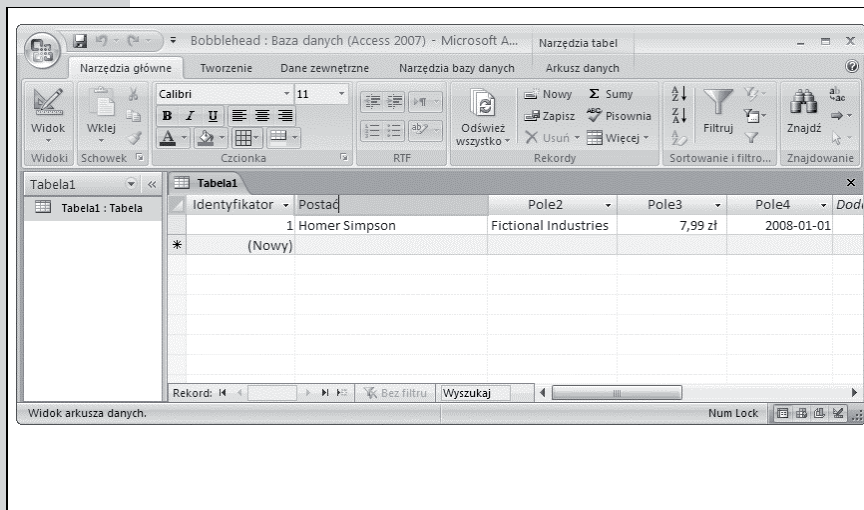 Bobblehead : Baza danych (Access 2007) - Microsoft A... Narzędzia tabel
Narzędzia główne Tworzenie Dane zewnętrzne Narzędzia bazy danych Arkusz danych
Widok
Widoki
Wklej
Schowek
Calibri 11
B I U
A ab
Czcionka
RTF
Odśwież wszystko
Nowy Σ Sumy
Zapisz Pisownia
Usuń Więcej
Rekordy
Filtruj
Sortowanie i filtro...
Znajdź
Znajdowanie
Tabela1 «
Tabela1 : Tabela
Tabela1
Identyfikator Postać Pole2 Pole3 Pole4 Dod
1 Homer Simpson Fictional Industries 7,99 zł 2008-01-01
(Nowy)
Rekord: Bez filtru Wyszukaj
Widok arkusza danych. Num Lock